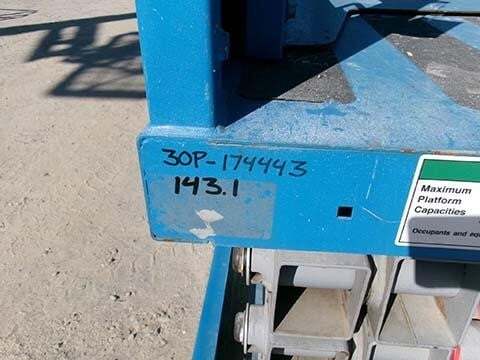 30P-174443
143.1
Maximum
Platform
Capacities
Occupants and equ